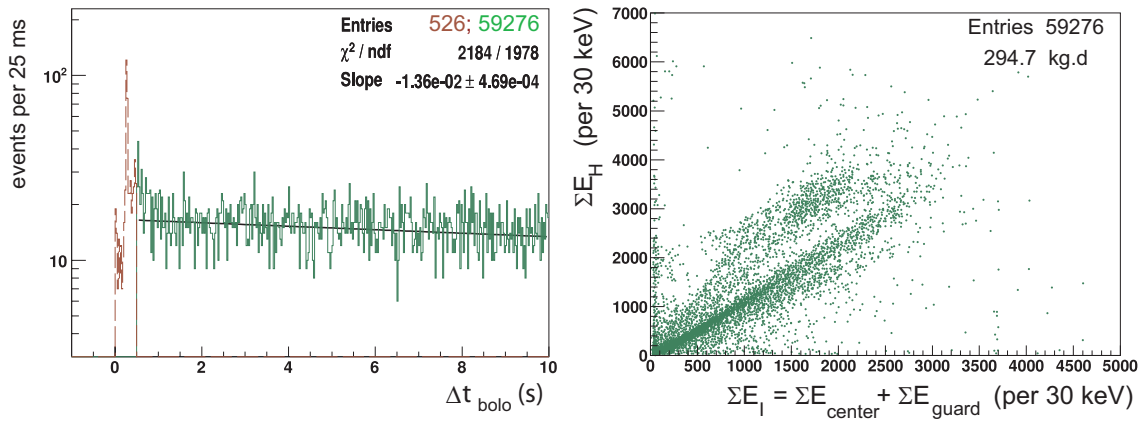 Entries 526; 59276
χ² / ndf 2184 / 1978
Slope -1.36e-02 ± 4.69e-04
events per 25 ms
10²
10
0 2 4 6 8 10
Δt bolo (s)
Entries 59276
294.7 kg.d
ΣE_H (per 30 keV)
7000
6000
5000
4000
3000
2000
1000
0
0 500 1000 1500 2000 2500 3000 3500 4000 4500 5000
ΣE_I = ΣE_center + ΣE_guard (per 30 keV)